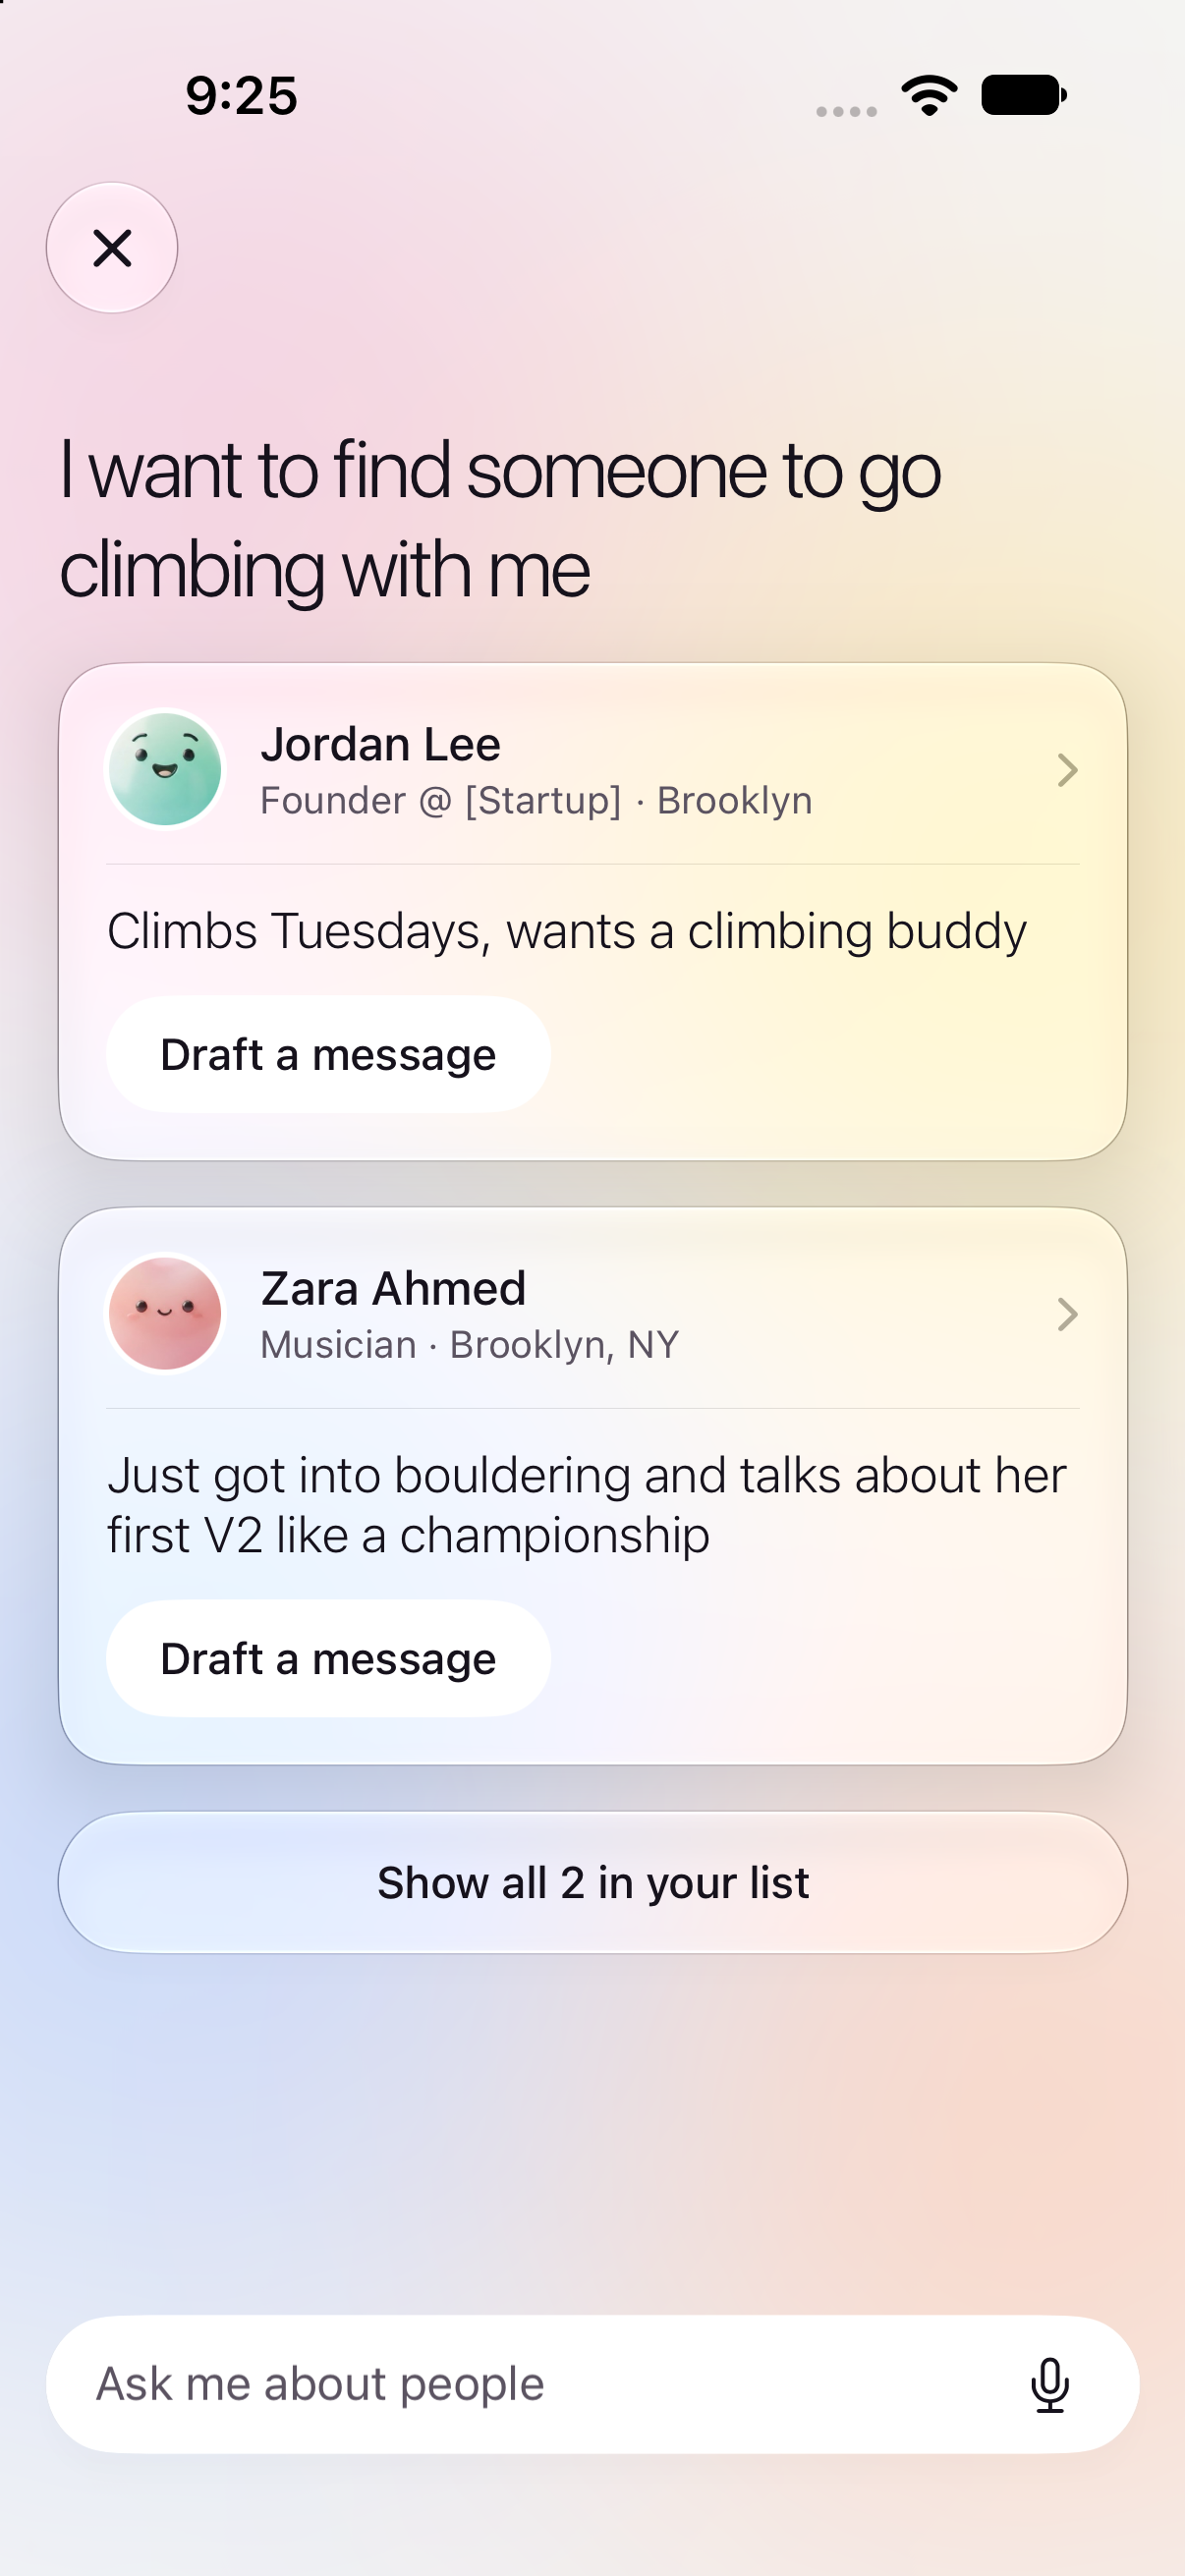 9:25
I want to find someone to go
climbing with me
Jordan Lee
Founder @ [Startup] · Brooklyn
Climbs Tuesdays, wants a climbing buddy
Draft a message
Zara Ahmed
Musician · Brooklyn, NY
Just got into bouldering and talks about her
first V2 like a championship
Draft a message
Show all 2 in your list
Ask me about people